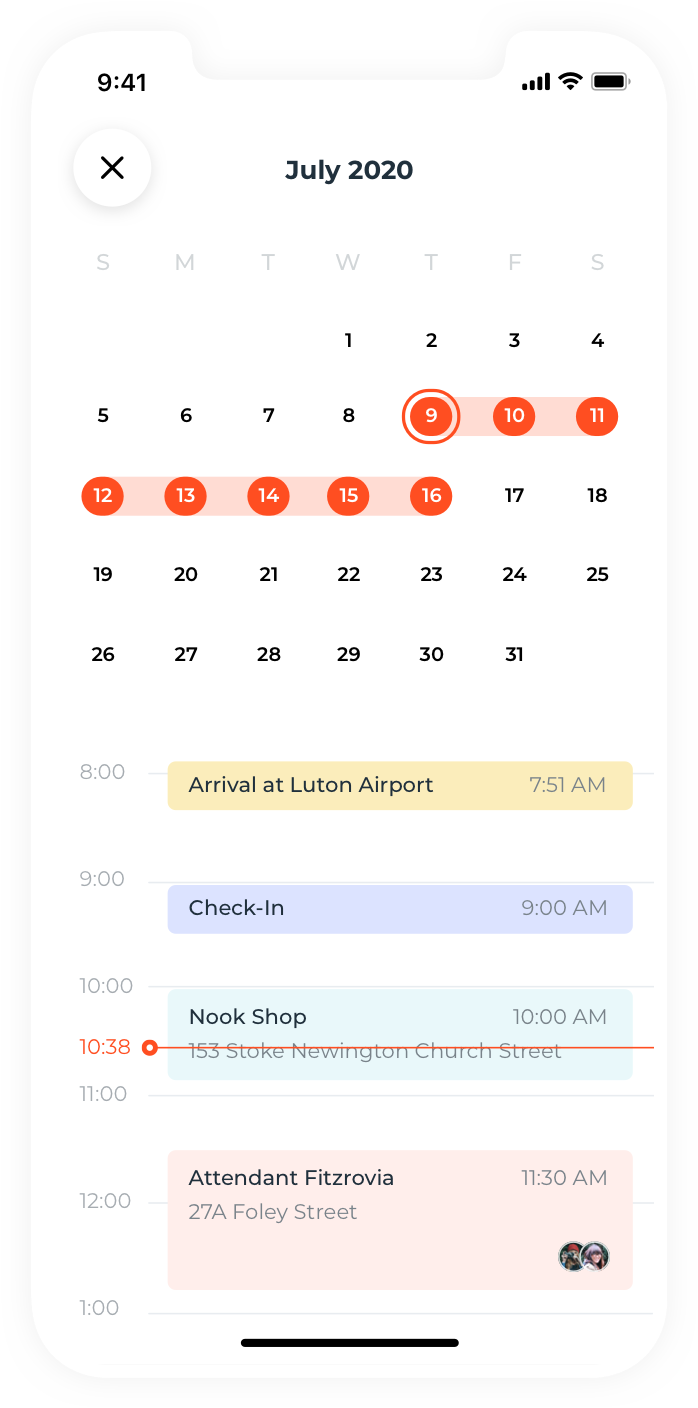 9:41
July 2020
S M T W T F S
1 2 3 4
5 6 7 8 9 10 11
12 13 14 15 16 17 18
19 20 21 22 23 24 25
26 27 28 29 30 31
8:00
Arrival at Luton Airport 7:51 AM
9:00
Check-In 9:00 AM
10:00
Nook Shop 10:00 AM
10:38
153 Stoke Newington Church Street
11:00
Attendant Fitzrovia 11:30 AM
12:00
27A Foley Street
1:00